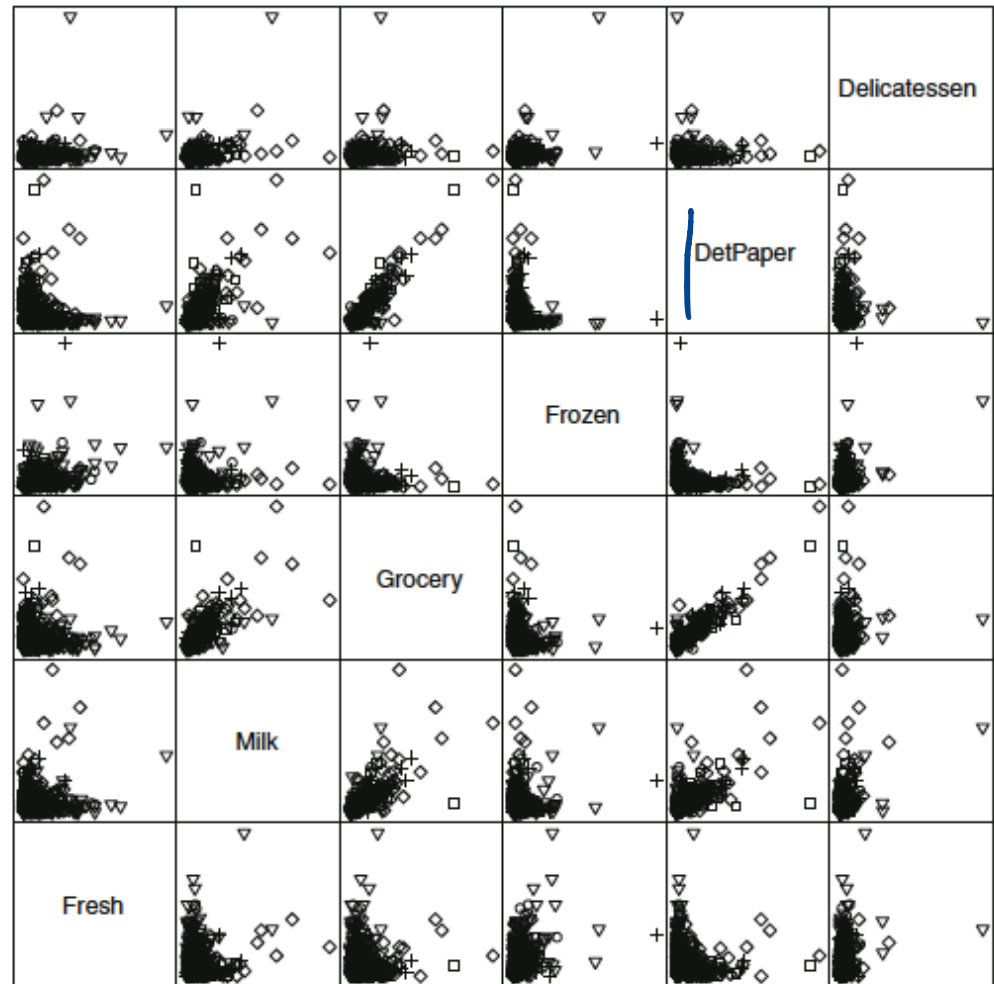 Delicatessen
DetPaper
Frozen
Grocery
Milk
Fresh